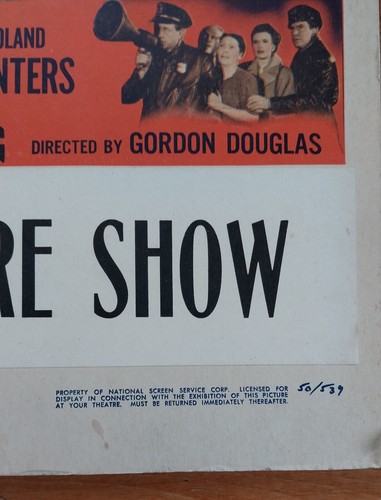 OLAND
NTERS
G DIRECTED BY GORDON DOUGLAS
RE SHOW
PROPERTY OF NATIONAL SCREEN SERVICE CORP. LICENSED FOR
DISPLAY IN CONNECTION WITH THE EXHIBITION OF THIS PICTURE
AT YOUR THEATRE. MUST BE RETURNED IMMEDIATELY THEREAFTER.
50/539